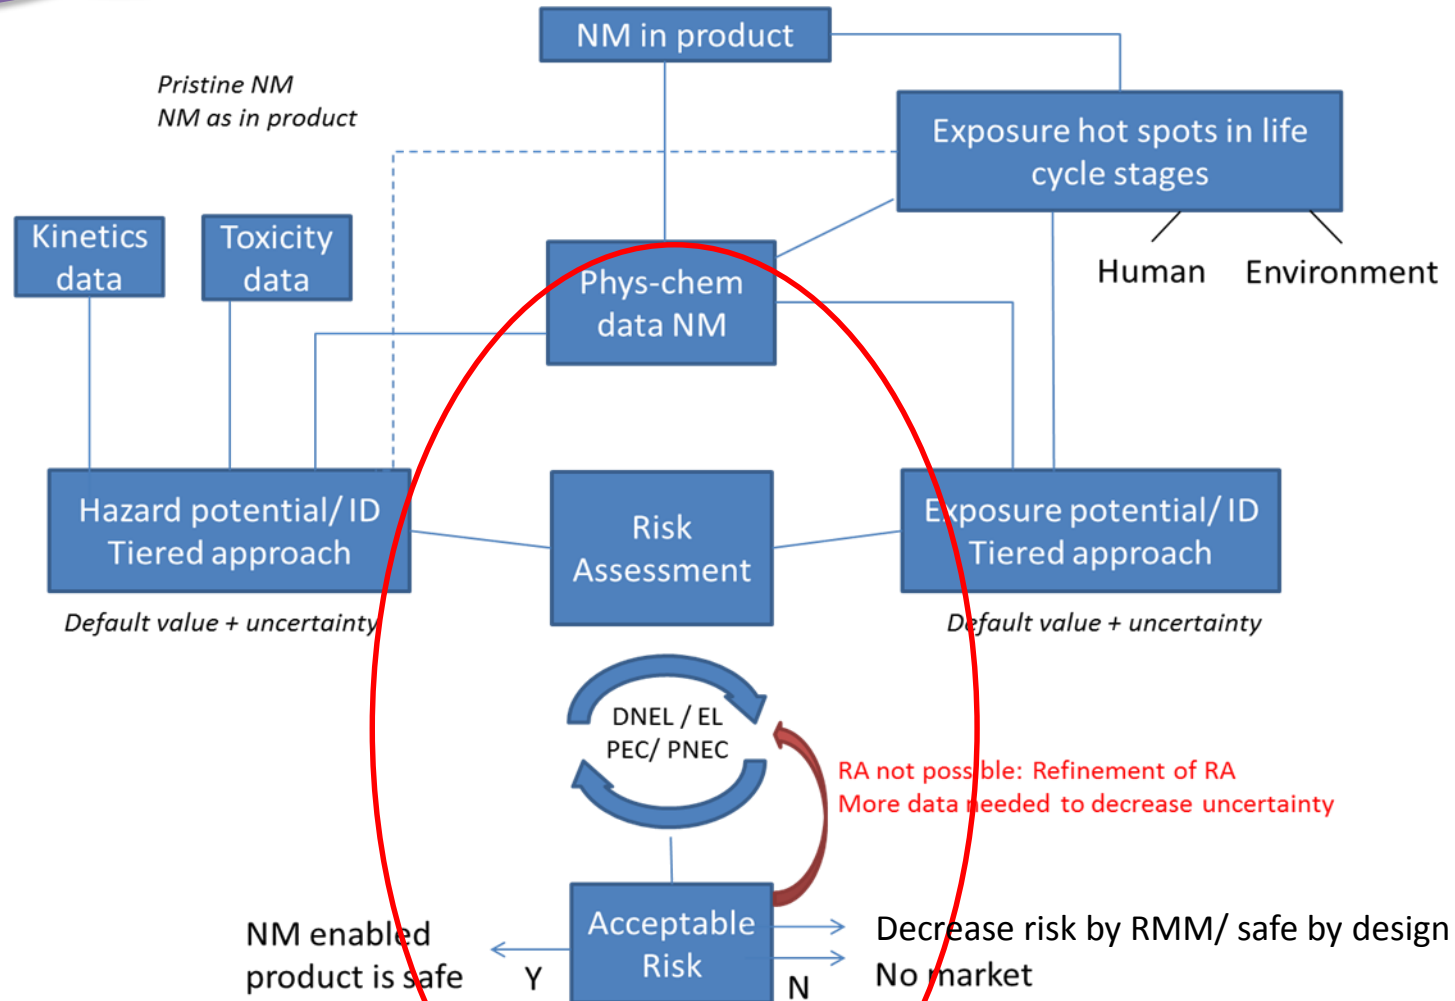 NM in product
Pristine NM
NM as in product
Exposure hot spots in life
cycle stages
Kinetics
data
Toxicity
data
Phys-chem
data NM
Human
Environment
Hazard potential/ ID
Tiered approach
Risk
Assessment
Exposure potential/ ID
Tiered approach
Default value + uncertainty
Default value + uncertainty
DNEL / EL
PEC/ PNEC
RA not possible: Refinement of RA
More data needed to decrease uncertainty
NM enabled
product is safe
Y
Acceptable
Risk
N
Decrease risk by RMM/ safe by design
No market